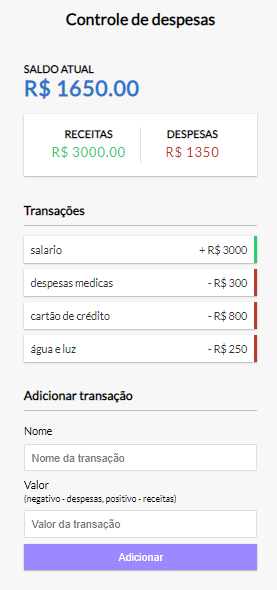 Controle de despesas
SALDO ATUAL
R$ 1650.00
RECEITAS DESPESAS
R$ 3000.00 R$ 1350
Transações
salario + R$ 3000
despesas medicas - R$ 300
cartão de crédito - R$ 800
água e luz - R$ 250
Adicionar transação
Nome
Nome da transação
Valor
(negativo - despesas, positivo - receitas)
Valor da transação
Adicionar